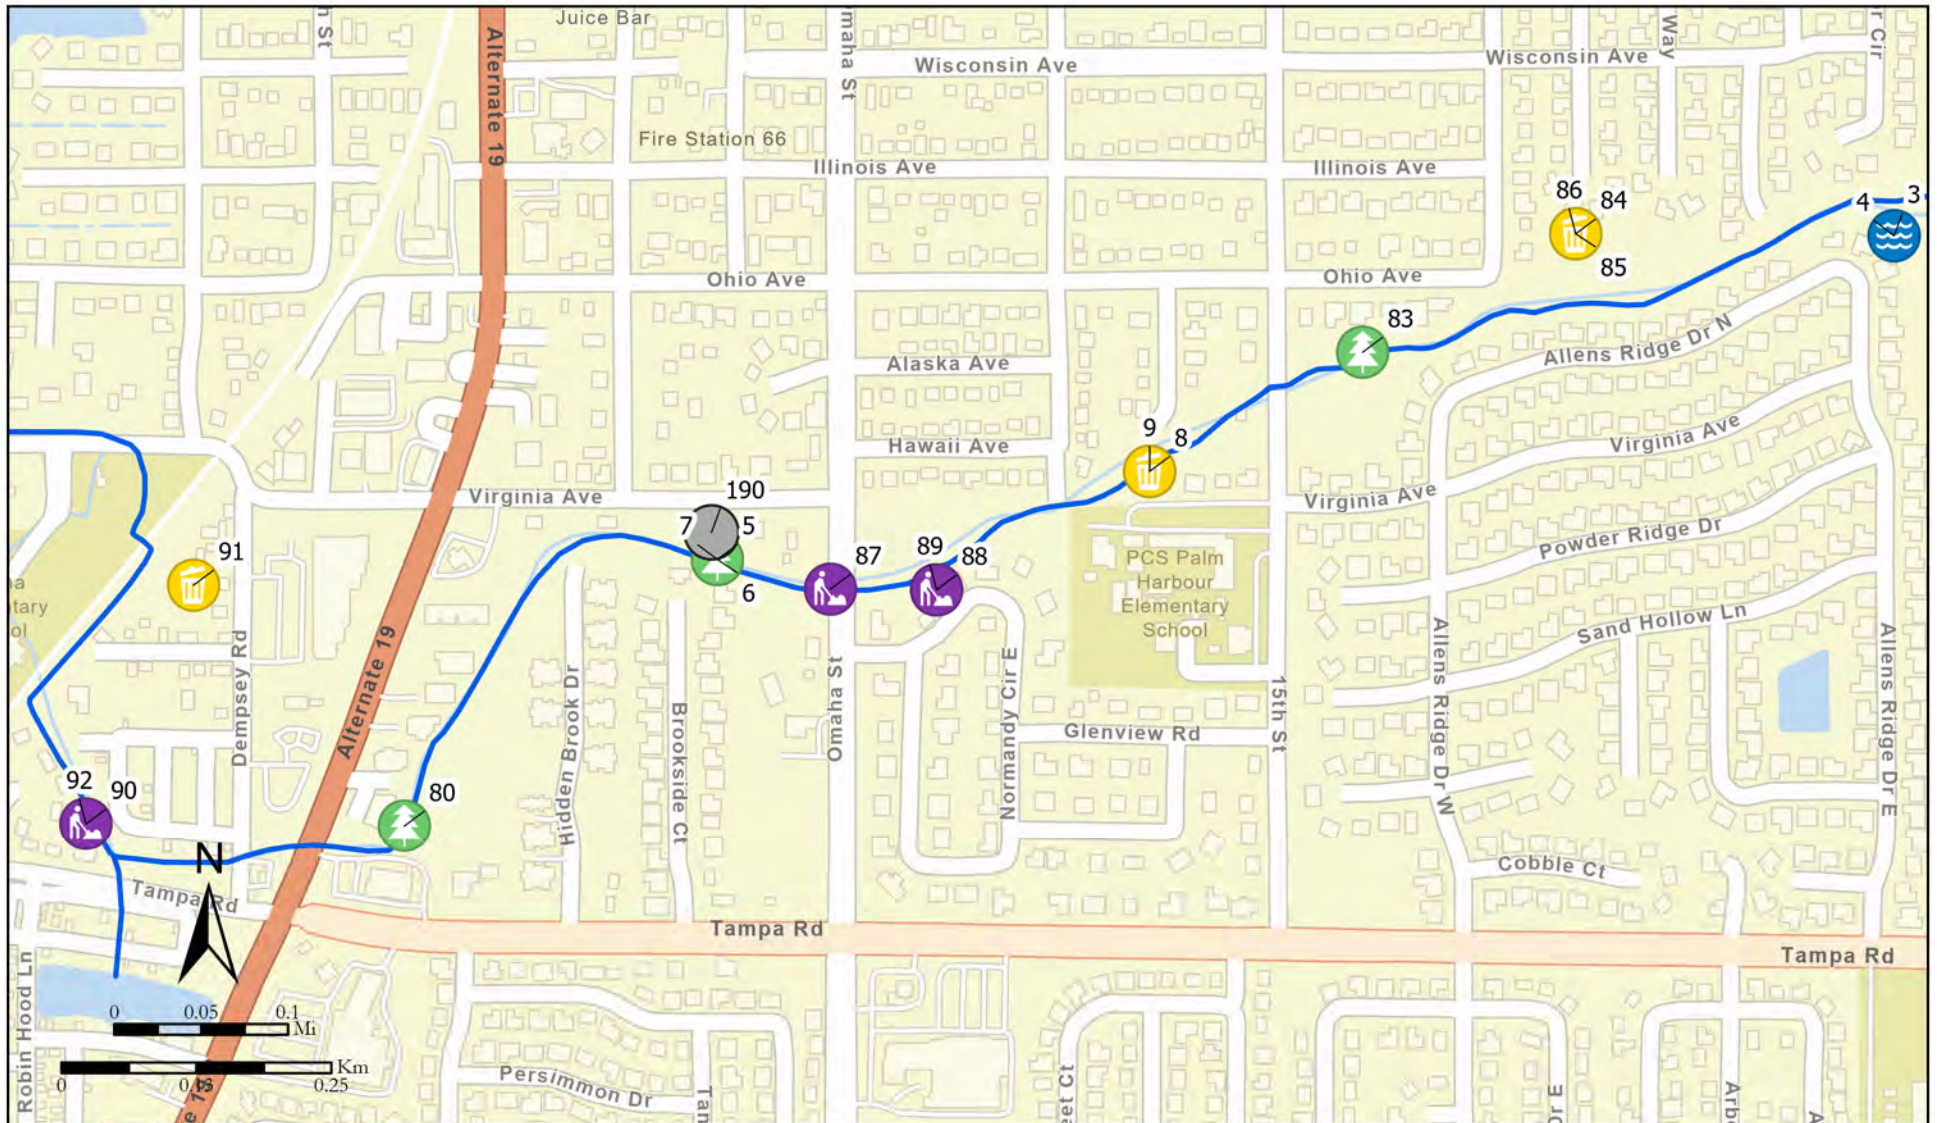 Juice Bar
Alternate 19
Wisconsin Ave
Wisconsin Ave
Way
Fire Station 66
Illinois Ave
Illinois Ave
86
84
85
4
3
Ohio Ave
Ohio Ave
83
Alaska Ave
Allens Ridge Dr N
Hawaii Ave
9
8
Virginia Ave
Virginia Ave
Virginia Ave
190
7
5
6
Powder Ridge Dr
91
87
89
88
PCS Palm
Harbour
Elementary
School
Sand Hollow Ln
Dempsey Rd
Alternate 19
Hidden Brook Dr
Brookside Ct
Omaha St
Normandy Cir E
Glenview Rd
15th St
Allens Ridge Dr W
Allens Ridge Dr E
92
90
80
N
Cobble Ct
Tampa Rd
Tampa Rd
Tampa Rd
Robin Hood Ln
0 0.05 0.1
Mi
Km
0 0.25
Persimmon Dr